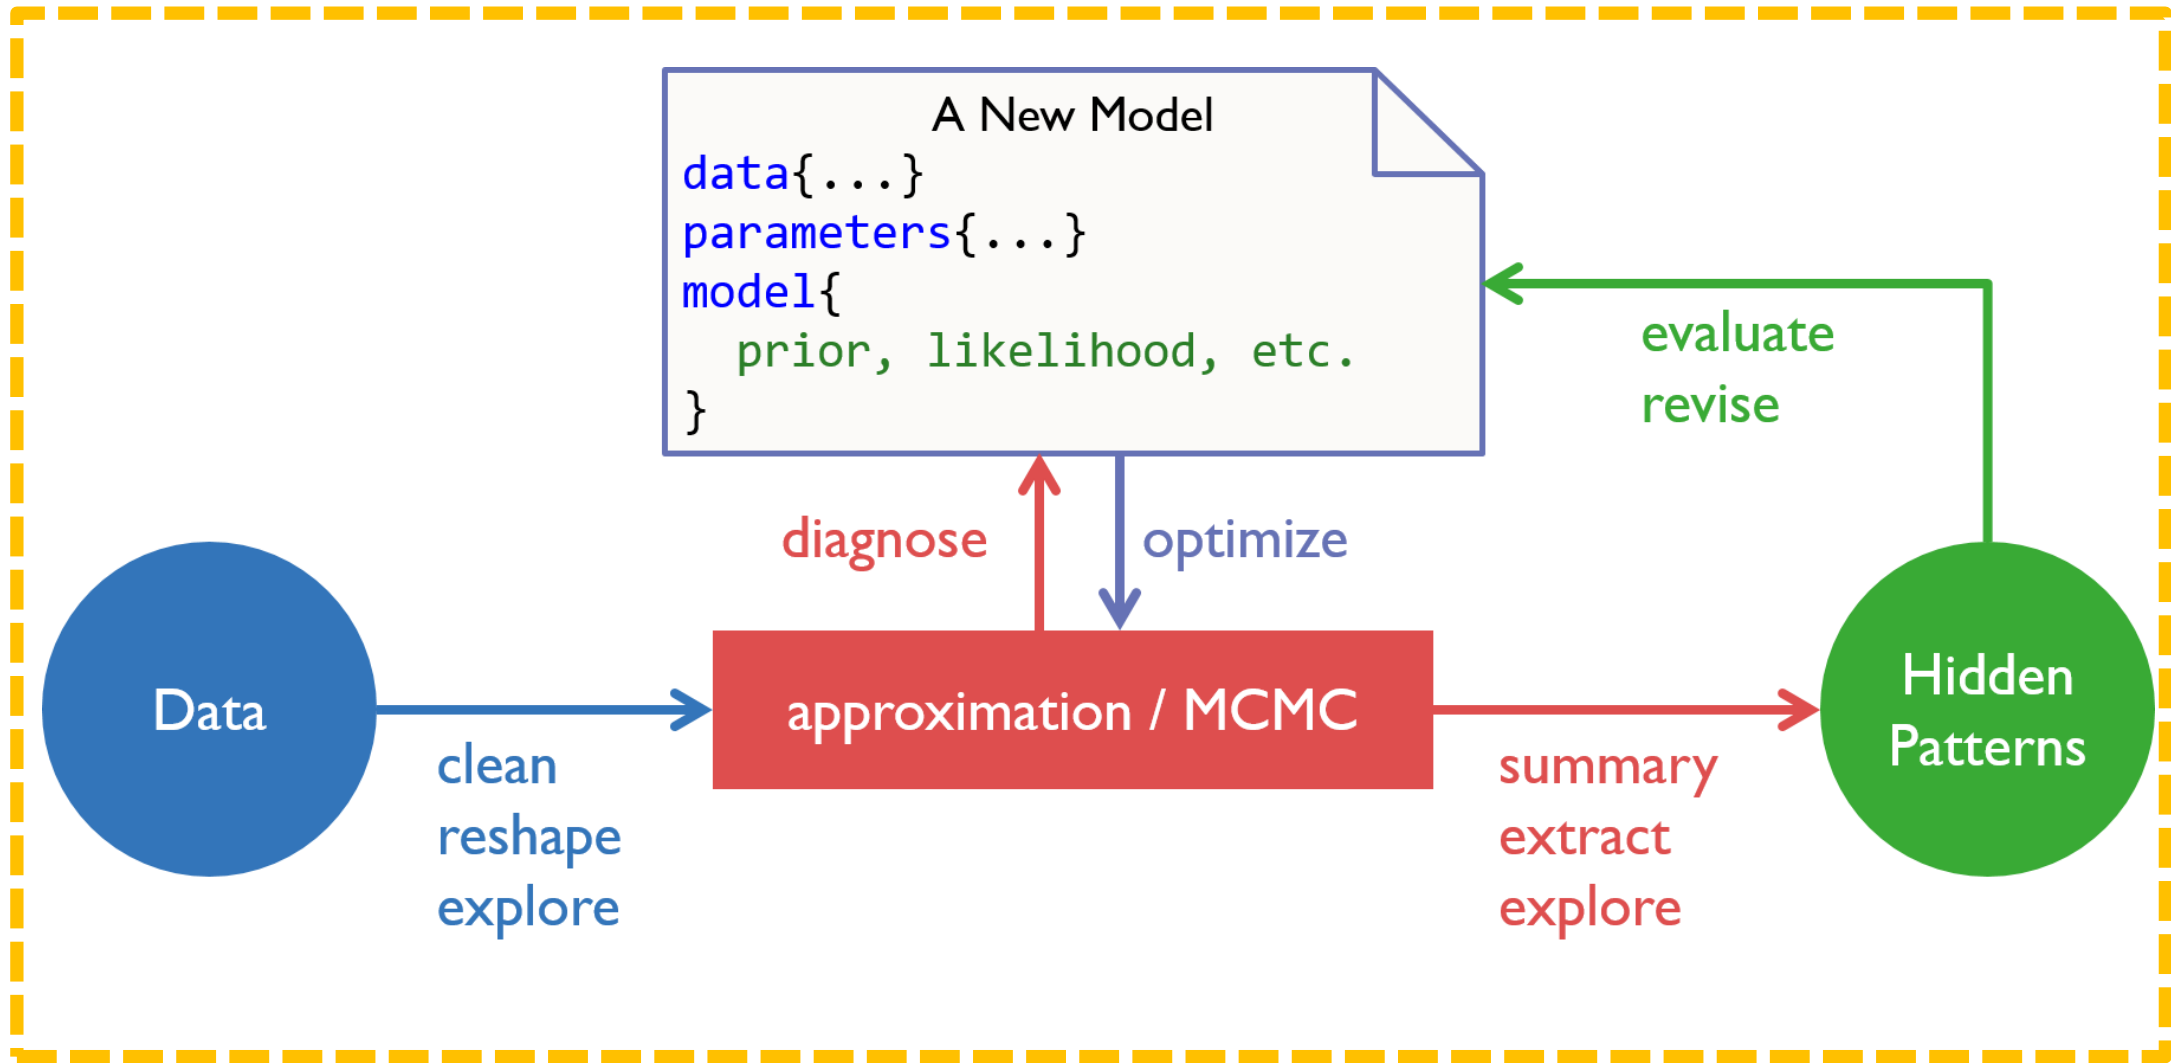 A New Model
data{...}
parameters{...}
model{
  prior, likelihood, etc.
}
evaluate
revise
diagnose
optimize
Data
clean
reshape
explore
approximation / MCMC
summary
extract
explore
Hidden
Patterns